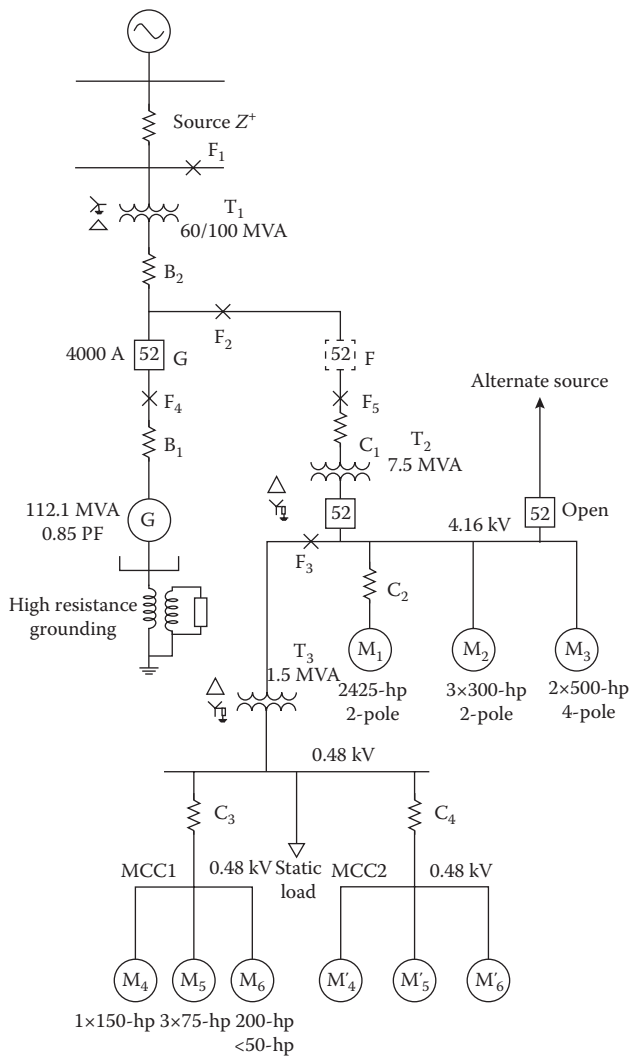 Source Z⁺
F₁
T₁
60/100 MVA
B₂
4000 A
52
G
F₂
52
F
F₄
F₅
Alternate source
B₁
C₁
T₂
7.5 MVA
112.1 MVA
0.85 PF
G
52
4.16 kV
52
Open
F₃
C₂
High resistance
grounding
T₃
1.5 MVA
M₁
M₂
M₃
2425-hp
2-pole
3×300-hp
2-pole
2×500-hp
4-pole
0.48 kV
C₃
C₄
MCC1
0.48 kV
Static
load
MCC2
0.48 kV
M₄
M₅
M₆
M′₄
M′₅
M′₆
1×150-hp
3×75-hp
200-hp
<50-hp